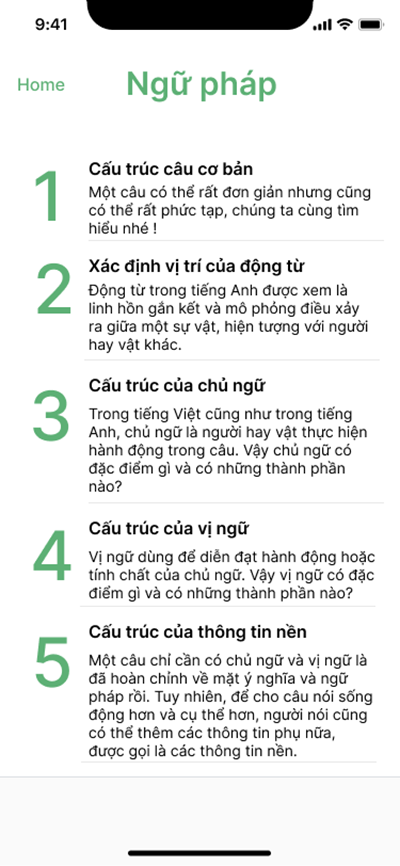 9:41
Home
Ngữ pháp
1
Cấu trúc câu cơ bản
Một câu có thể rất đơn giản nhưng cũng
có thể rất phức tạp, chúng ta cùng tìm
hiểu nhé !
2
Xác định vị trí của động từ
Động từ trong tiếng Anh được xem là
linh hồn gắn kết và mô phỏng điều xảy
ra giữa một sự vật, hiện tượng với người
hay vật khác.
3
Cấu trúc của chủ ngữ
Trong tiếng Việt cũng như trong tiếng
Anh, chủ ngữ là người hay vật thực hiện
hành động trong câu. Vậy chủ ngữ có
đặc điểm gì và có những thành phần
nào?
4
Cấu trúc của vị ngữ
Vị ngữ dùng để diễn đạt hành động hoặc
tính chất của chủ ngữ. Vậy vị ngữ có đặc
điểm gì và có những thành phần nào?
5
Cấu trúc của thông tin nền
Một câu chỉ cần có chủ ngữ và vị ngữ là
đã hoàn chỉnh về mặt ý nghĩa và ngữ
pháp rồi. Tuy nhiên, để cho câu nói sống
động hơn và cụ thể hơn, người nói cũng
có thể thêm các thông tin phụ nữa,
được gọi là các thông tin nền.